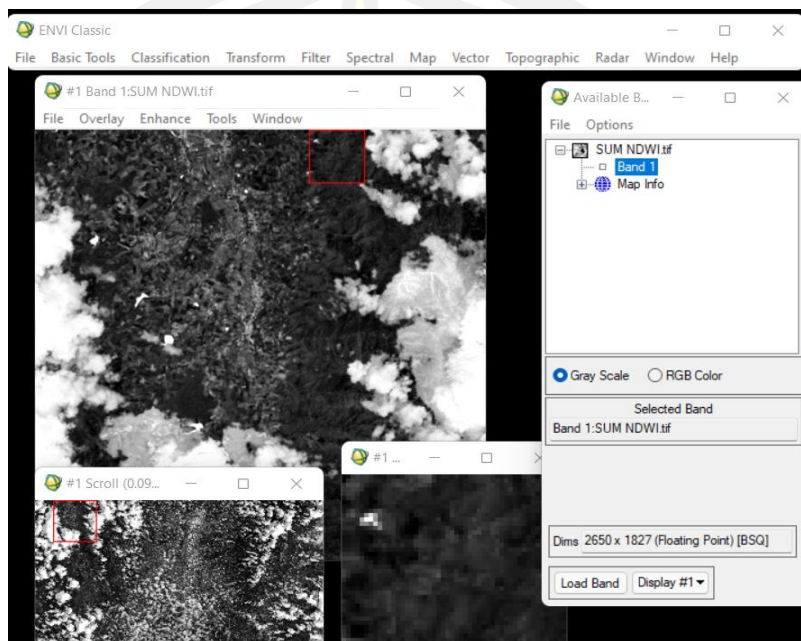 ENVI Classic
File Basic Tools Classification Transform Filter Spectral Map Vector Topographic Radar Window Help
#1 Band 1:SUM NDWI.tif
File Overlay Enhance Tools Window
Available B...
File Options
SUM NDWI.tif
Band 1
Map Info
Gray Scale RGB Color
Selected Band
Band 1:SUM NDWI.tif
#1 ...
#1 Scroll (0.09...
Dims 2650 x 1827 (Floating Point) [BSQ]
Load Band Display #1